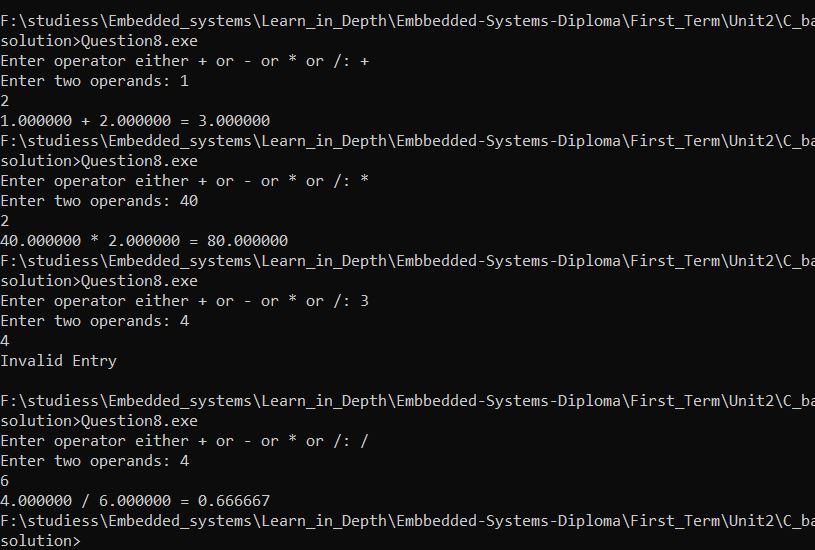 F:\studiess\Embedded_systems\Learn_in_Depth\Embbedded-Systems-Diploma\First_Term\Unit2\C_ba
solution>Question8.exe
Enter operator either + or - or * or /: +
Enter two operands: 1
2
1.000000 + 2.000000 = 3.000000
F:\studiess\Embedded_systems\Learn_in_Depth\Embbedded-Systems-Diploma\First_Term\Unit2\C_ba
solution>Question8.exe
Enter operator either + or - or * or /: *
Enter two operands: 40
2
40.000000 * 2.000000 = 80.000000
F:\studiess\Embedded_systems\Learn_in_Depth\Embbedded-Systems-Diploma\First_Term\Unit2\C_ba
solution>Question8.exe
Enter operator either + or - or * or /: 3
Enter two operands: 4
4
Invalid Entry
F:\studiess\Embedded_systems\Learn_in_Depth\Embbedded-Systems-Diploma\First_Term\Unit2\C_ba
solution>Question8.exe
Enter operator either + or - or * or /: /
Enter two operands: 4
6
4.000000 / 6.000000 = 0.666667
F:\studiess\Embedded_systems\Learn_in_Depth\Embbedded-Systems-Diploma\First_Term\Unit2\C_ba
solution>